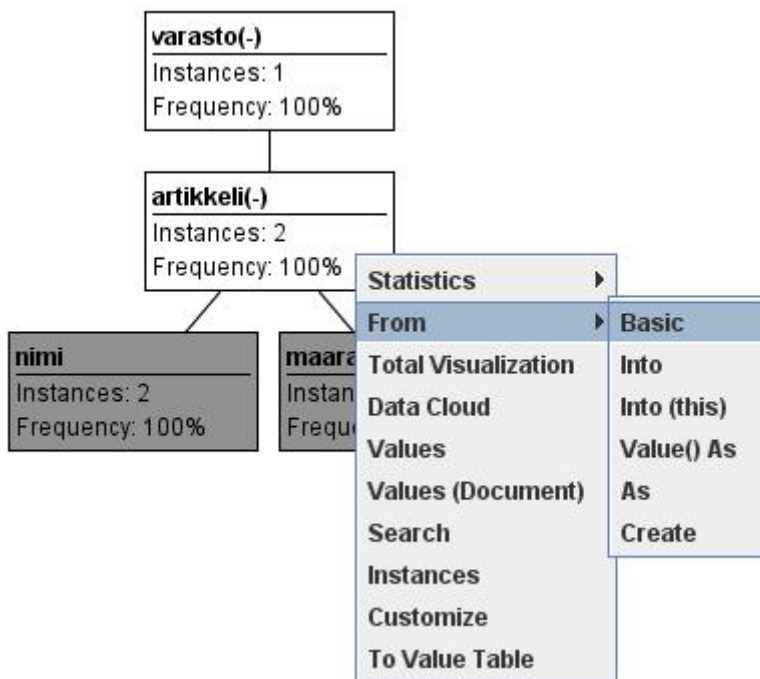 varasto(-)
Instances: 1
Frequency: 100%
artikkeli(-)
Instances: 2
Frequency: 100%
nimi
Instances: 2
Frequency: 100%
maara
Statistics
From
Total Visualization
Data Cloud
Values
Values (Document)
Search
Instances
Customize
To Value Table
Basic
Into
Into (this)
Value() As
As
Create